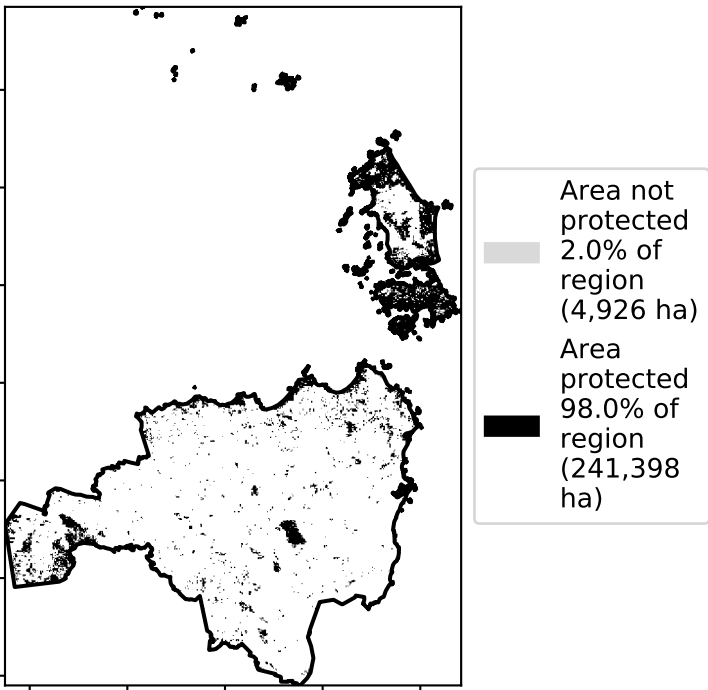 Area not
protected
2.0% of
region
(4,926 ha)
Area
protected
98.0% of
region
(241,398
ha)